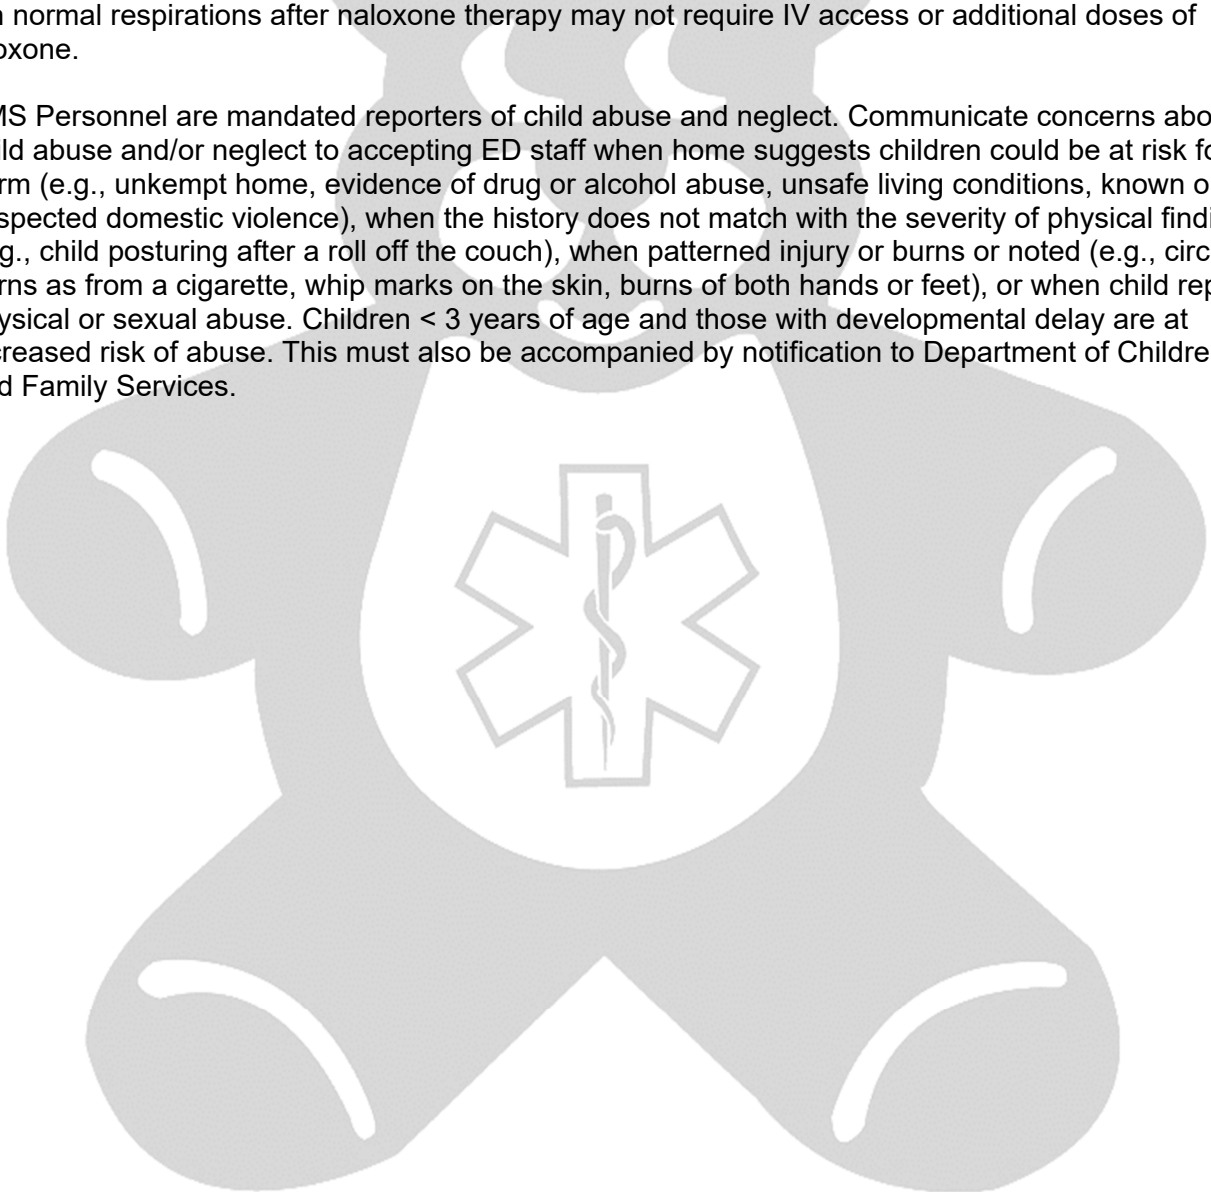 normal respirations after naloxone therapy may not require IV access or additional doses of
oxone.
MS Personnel are mandated reporters of child abuse and neglect. Communicate concerns abo
ild abuse and/or neglect to accepting ED staff when home suggests children could be at risk fo
rm (e.g., unkempt home, evidence of drug or alcohol abuse, unsafe living conditions, known o
spected domestic violence), when the history does not match with the severity of physical findi
g., child posturing after a roll off the couch), when patterned injury or burns or noted (e.g., circ
rns as from a cigarette, whip marks on the skin, burns of both hands or feet), or when child rep
ysical or sexual abuse. Children < 3 years of age and those with developmental delay are at
creased risk of abuse. This must also be accompanied by notification to Department of Childre
d Family Services.